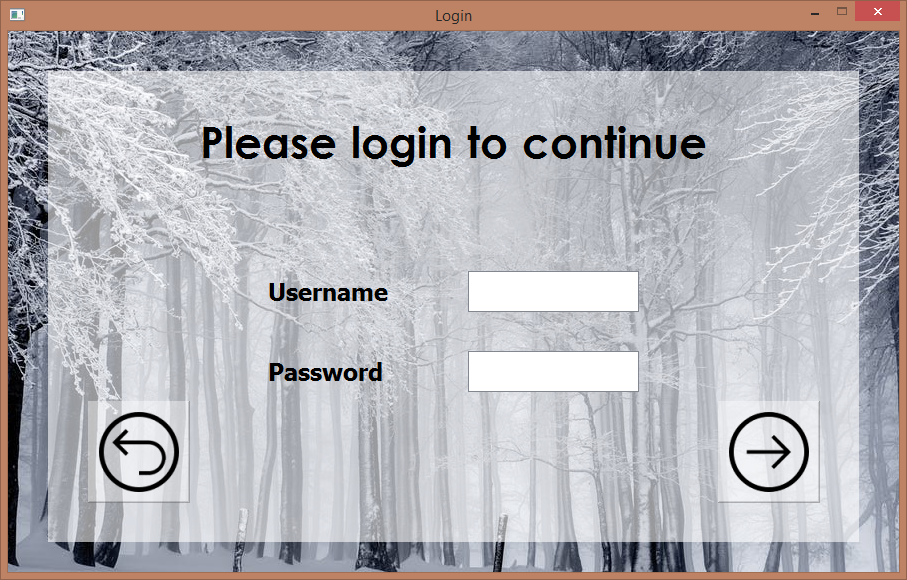 Login
Please login to continue
Username
Password